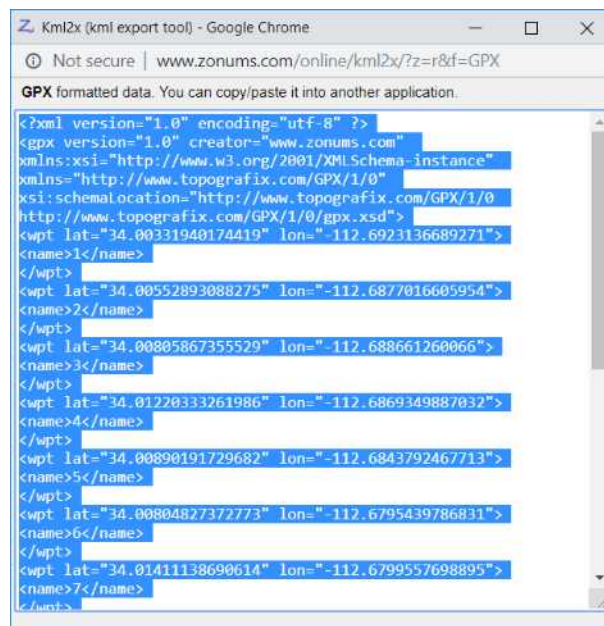 Kml2x (kml export tool) - Google Chrome
Not secure | www.zonums.com/online/kml2x/?z=r&f=GPX
GPX formatted data. You can copy/paste it into another application.
<?xml version="1.0" encoding="utf-8" ?>
<gpx version="1.0" creator="www.zonums.com"
xmlns:xsi="http://www.w3.org/2001/XMLSchema-instance"
xmlns="http://www.topografix.com/GPX/1/0"
xsi:schemaLocation="http://www.topografix.com/GPX/1/0
http://www.topografix.com/GPX/1/0/gpx.xsd">
<wpt lat="34.00331940174419" lon="-112.6923136689271">
<name>1</name>
</wpt>
<wpt lat="34.00552893088275" lon="-112.6877016605954">
<name>2</name>
</wpt>
<wpt lat="34.00805867355529" lon="-112.688661260066">
<name>3</name>
</wpt>
<wpt lat="34.01220333261986" lon="-112.6869349887032">
<name>4</name>
</wpt>
<wpt lat="34.00890191729682" lon="-112.6843792467713">
<name>5</name>
</wpt>
<wpt lat="34.00804827372773" lon="-112.6795439786831">
<name>6</name>
</wpt>
<wpt lat="34.01411138690614" lon="-112.6799557698895">
<name>7</name>
</wpt>